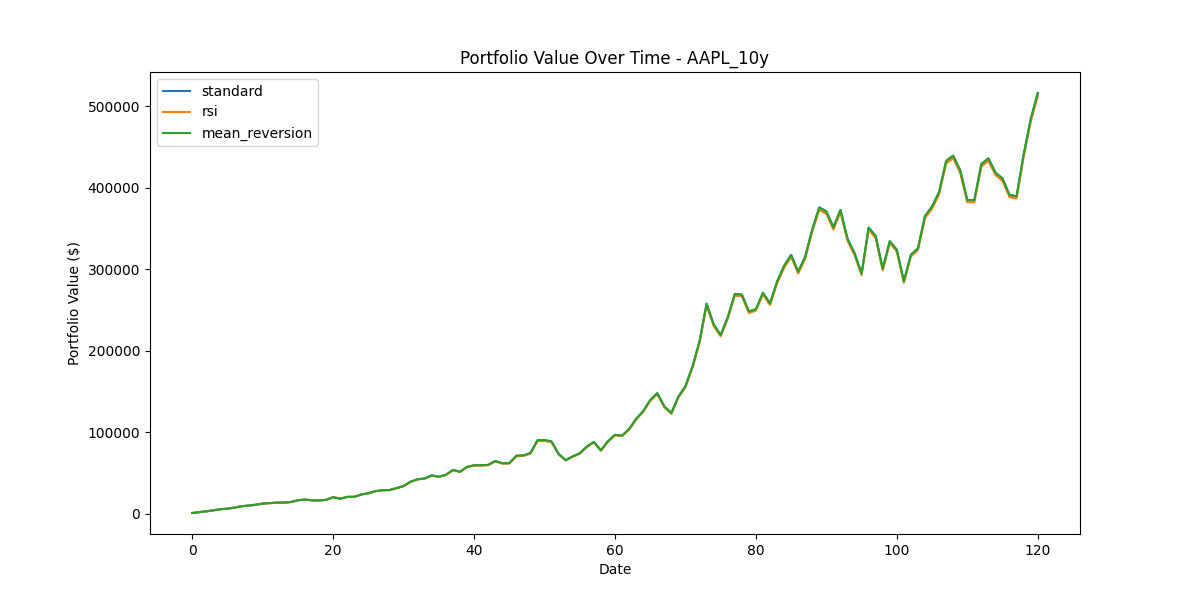 Portfolio Value Over Time - AAPL_10y
standard
rsi
mean_reversion
Portfolio Value ($)
500000
400000
300000
200000
100000
0
0 20 40 60 80 100 120
Date